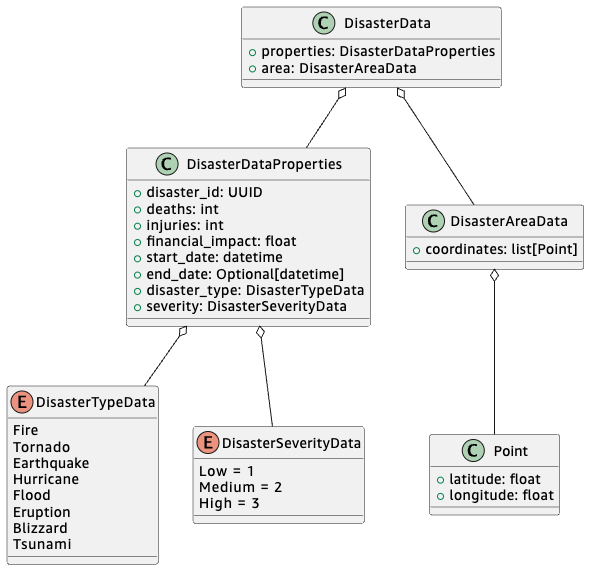 C DisasterData
properties: DisasterDataProperties
area: DisasterAreaData
C DisasterDataProperties
disaster_id: UUID
deaths: int
injuries: int
financial_impact: float
start_date: datetime
end_date: Optional[datetime]
disaster_type: DisasterTypeData
severity: DisasterSeverityData
C DisasterAreaData
coordinates: list[Point]
E DisasterTypeData
Fire
Tornado
Earthquake
Hurricane
Flood
Eruption
Blizzard
Tsunami
E DisasterSeverityData
Low = 1
Medium = 2
High = 3
C Point
latitude: float
longitude: float